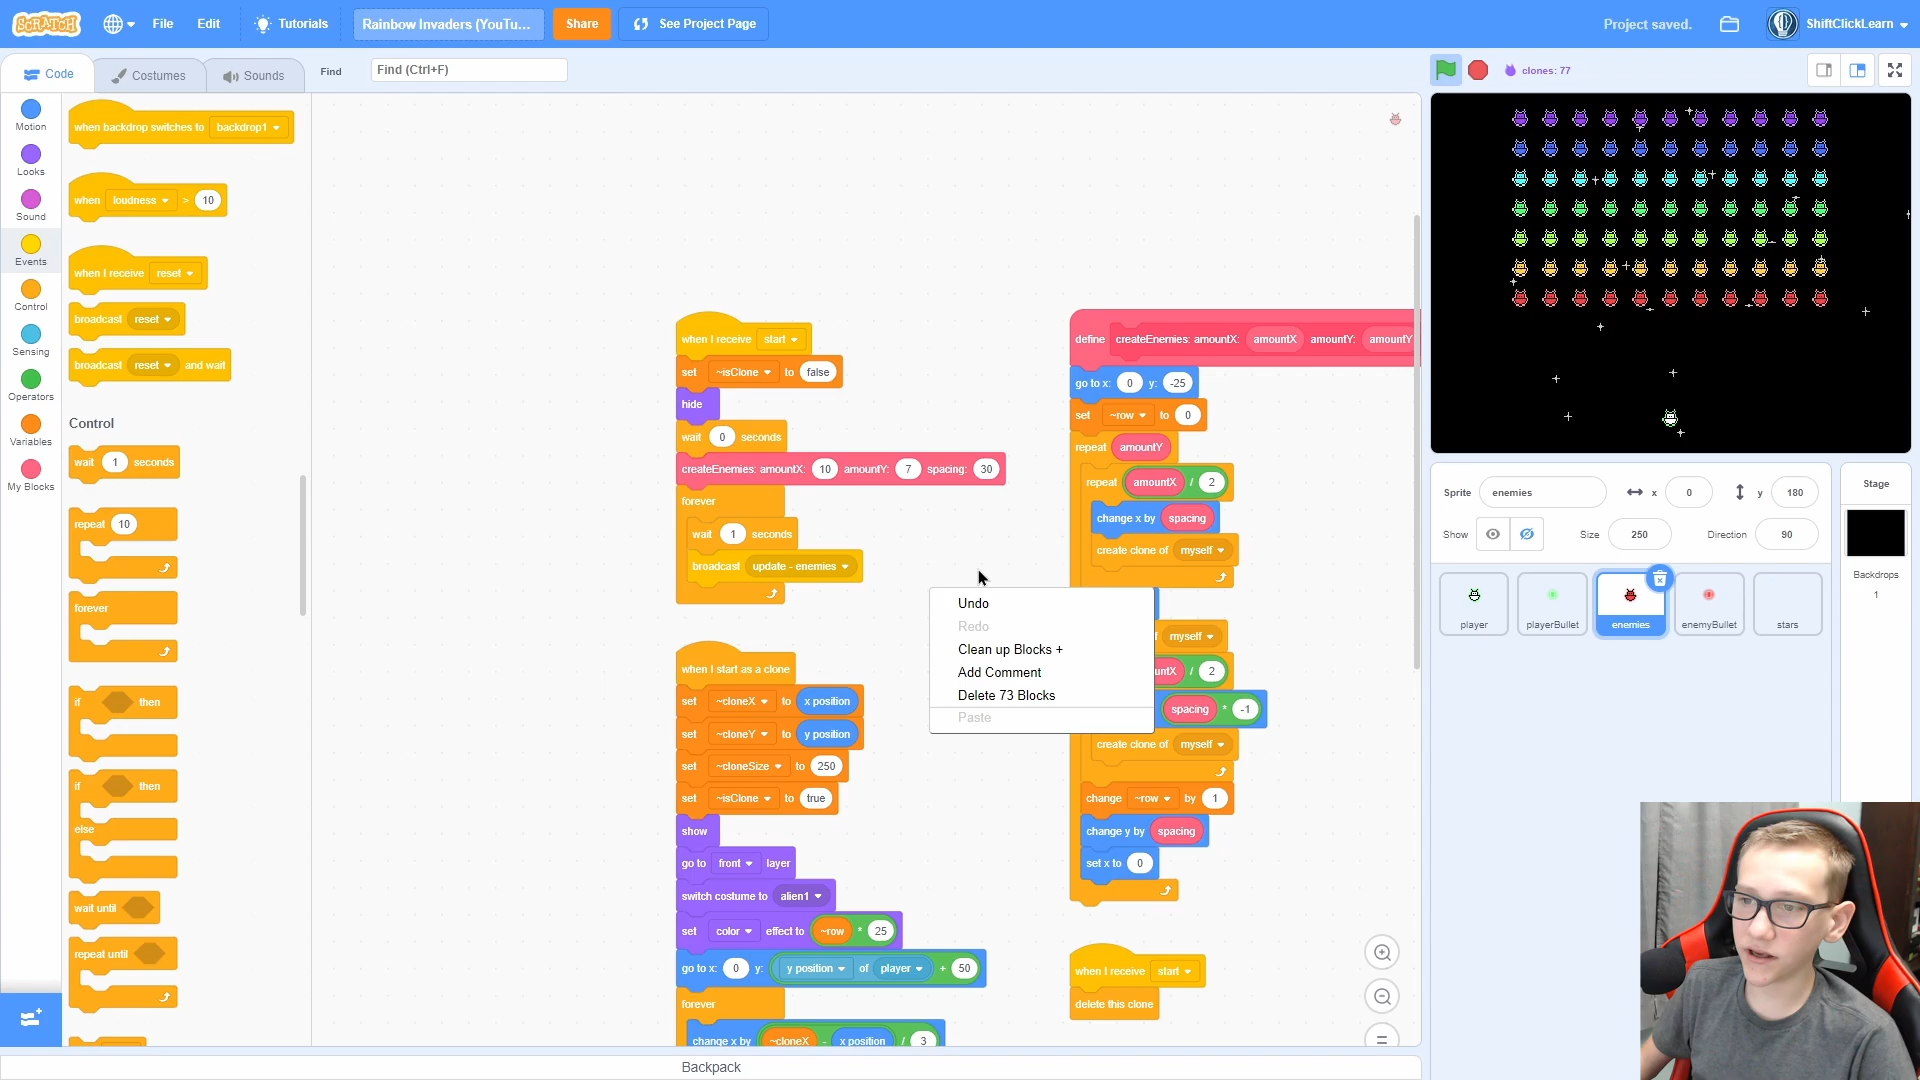 SCRATCH
File
Edit
Tutorials
Rainbow Invaders (YouTu...
Share
See Project Page
Project saved.
ShiftClickLearn
Code
Costumes
Sounds
Find
Find (Ctrl+F)
clones: 77
Motion
Looks
Sound
Events
Control
Sensing
Operators
Variables
My Blocks
when backdrop switches to backdrop1
when loudness > 10
when I receive reset
broadcast reset
broadcast reset and wait
Control
wait 1 seconds
repeat 10
forever
if then
if then
else
wait until
repeat until
when I receive start
set ~isClone to false
hide
wait 0 seconds
createEnemies: amountX: 10 amountY: 7 spacing: 30
forever
wait 1 seconds
broadcast update - enemies
when I start as a clone
set ~cloneX to x position
set ~cloneY to y position
set ~cloneSize to 250
set ~isClone to true
show
go to front layer
switch costume to alien1
set color effect to ~row * 25
go to x: 0 y: y position of player + 50
forever
change x by ~cloneX - x position / 3
define createEnemies: amountX: amountX amountY: amountY
go to x: 0 y: -25
set ~row to 0
repeat amountY
repeat amountX / 2
change x by spacing
create clone of myself
myself
/ 2
spacing * -1
create clone of myself
change ~row by 1
change y by spacing
set x to 0
when I receive start
delete this clone
Undo
Redo
Clean up Blocks +
Add Comment
Delete 73 Blocks
Paste
Backpack
Sprite enemies x 0 y 180
Show Size 250 Direction 90
player
playerBullet
enemies
enemyBullet
stars
Stage
Backdrops
1